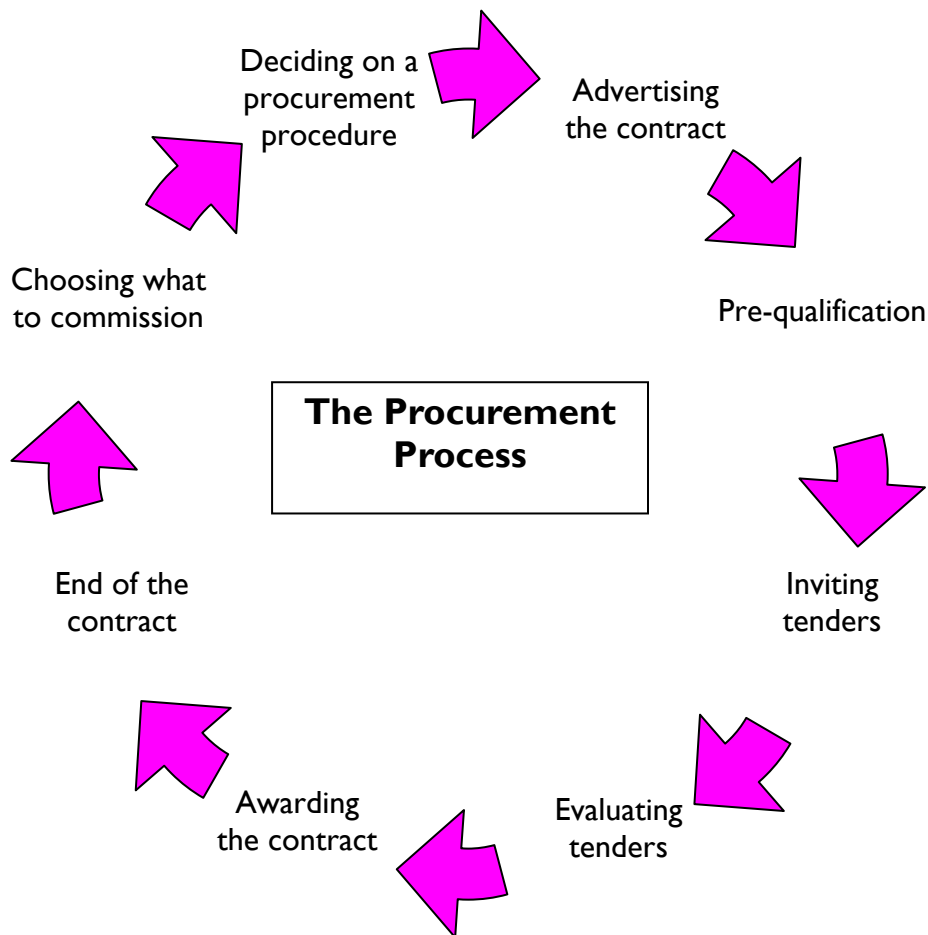 Deciding on a
procurement
procedure
Advertising
the contract
Pre-qualification
Inviting
tenders
Evaluating
tenders
Awarding
the contract
End of the
contract
Choosing what
to commission
The Procurement
Process